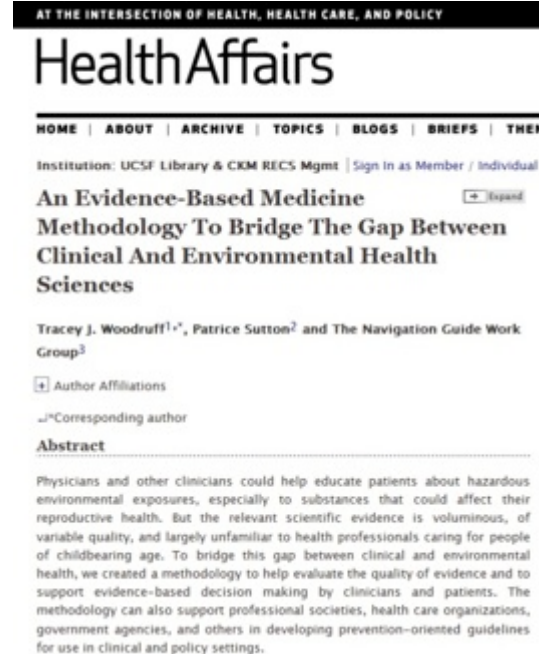 AT THE INTERSECTION OF HEALTH, HEALTH CARE, AND POLICY
HealthAffairs
HOME | ABOUT | ARCHIVE | TOPICS | BLOGS | BRIEFS | THEM
Institution: UCSF Library & CKM RECS Mgmt | Sign In as Member / Individual
An Evidence-Based Medicine
Expand
Methodology To Bridge The Gap Between
Clinical And Environmental Health
Sciences
Tracey J. Woodruff1,*, Patrice Sutton2 and The Navigation Guide Work
Group3
+ Author Affiliations
↵*Corresponding author
Abstract
Physicians and other clinicians could help educate patients about hazardous
environmental exposures, especially to substances that could affect their
reproductive health. But the relevant scientific evidence is voluminous, of
variable quality, and largely unfamiliar to health professionals caring for people
of childbearing age. To bridge this gap between clinical and environmental
health, we created a methodology to help evaluate the quality of evidence and to
support evidence-based decision making by clinicians and patients. The
methodology can also support professional societies, health care organizations,
government agencies, and others in developing prevention-oriented guidelines
for use in clinical and policy settings.